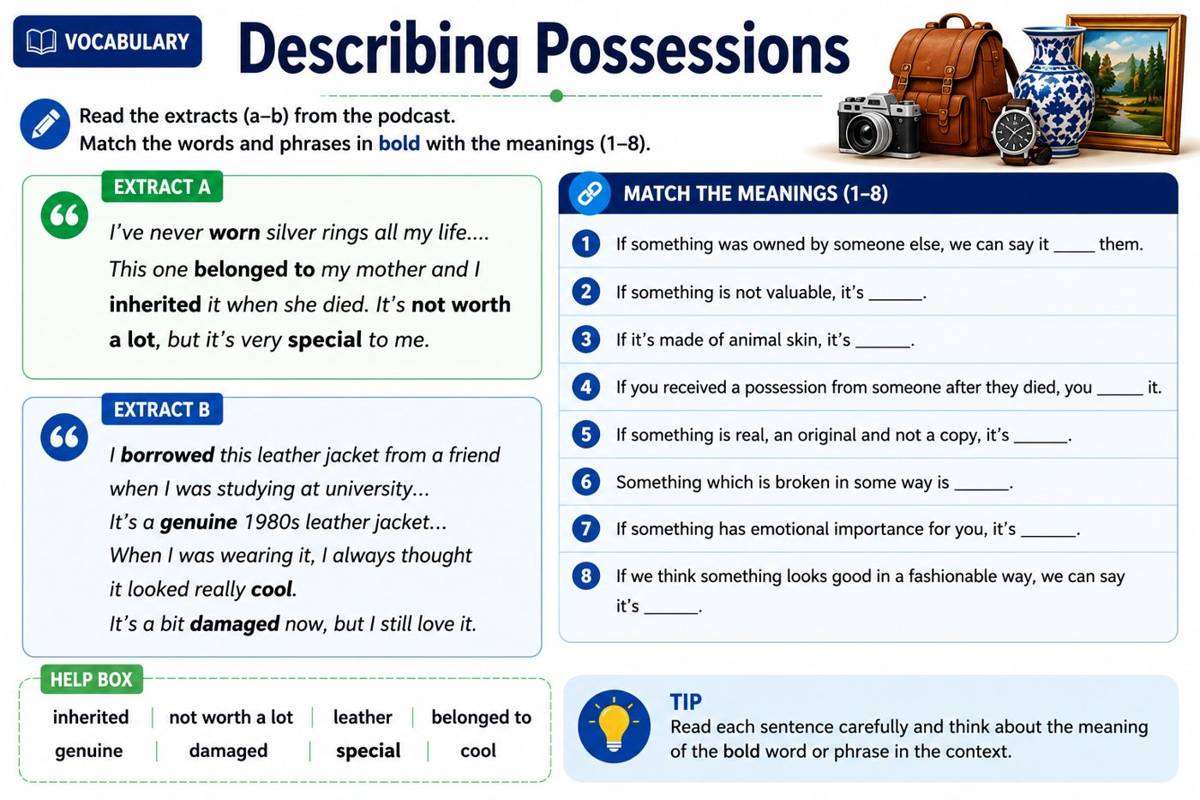 VOCABULARY
Describing Possessions
Read the extracts (a–b) from the podcast.
Match the words and phrases in bold with the meanings (1–8).
EXTRACT A
I've never worn silver rings all my life....
This one belonged to my mother and I
inherited it when she died. It's not worth
a lot, but it's very special to me.
EXTRACT B
I borrowed this leather jacket from a friend
when I was studying at university...
It's a genuine 1980s leather jacket...
When I was wearing it, I always thought
it looked really cool.
It's a bit damaged now, but I still love it.
HELP BOX
inherited | not worth a lot | leather | belonged to
genuine | damaged | special | cool
MATCH THE MEANINGS (1–8)
1 If something was owned by someone else, we can say it _____ them.
2 If something is not valuable, it's ______.
3 If it's made of animal skin, it's ______.
4 If you received a possession from someone after they died, you _____ it.
5 If something is real, an original and not a copy, it's ______.
6 Something which is broken in some way is ______.
7 If something has emotional importance for you, it's ______.
8 If we think something looks good in a fashionable way, we can say
it's ______.
TIP
Read each sentence carefully and think about the meaning
of the bold word or phrase in the context.